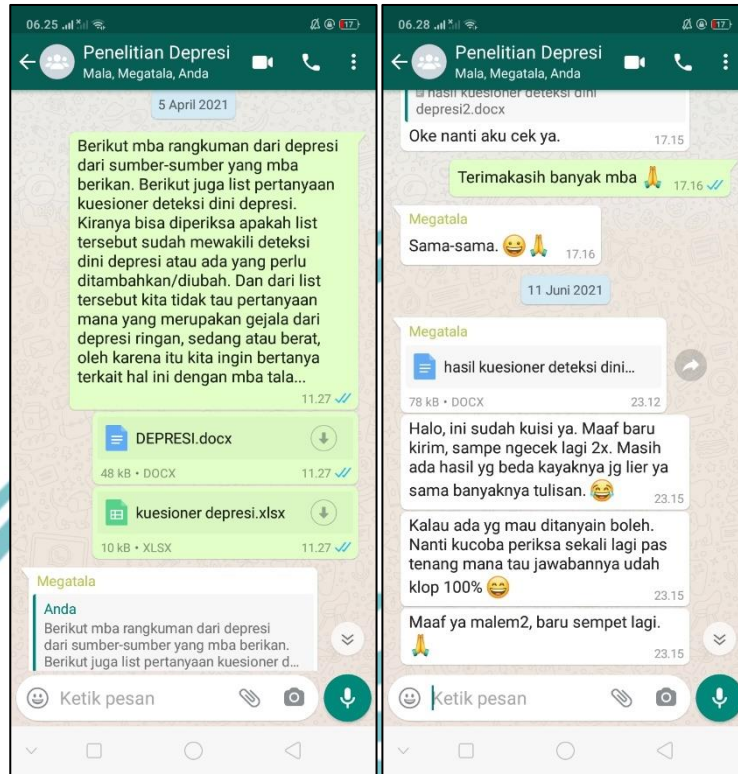 06.25
17
Penelitian Depresi
Mala, Megatala, Anda
5 April 2021
Berikut mba rangkuman dari depresi
dari sumber-sumber yang mba
berikan. Berikut juga list pertanyaan
kuesioner deteksi dini depresi.
Kiranya bisa diperiksa apakah list
tersebut sudah mewakili deteksi
dini depresi atau ada yang perlu
ditambahkan/diubah. Dan dari list
tersebut kita tidak tau pertanyaan
mana yang merupakan gejala dari
depresi ringan, sedang atau berat,
oleh karena itu kita ingin bertanya
terkait hal ini dengan mba tala...
11.27
DEPRESI.docx
48 kB • DOCX 11.27
kuesioner depresi.xlsx
10 kB • XLSX 11.27
Megatala
Anda
Berikut mba rangkuman dari depresi
dari sumber-sumber yang mba berikan.
Berikut juga list pertanyaan kuesioner d...
Ketik pesan
06.28
17
Penelitian Depresi
Mala, Megatala, Anda
hasil kuesioner deteksi dini
depresi2.docx
Oke nanti aku cek ya. 17.15
Terimakasih banyak mba 🙏 17.16
Megatala
Sama-sama. 😀🙏 17.16
11 Juni 2021
Megatala
hasil kuesioner deteksi dini...
78 kB • DOCX 23.12
Halo, ini sudah kuisi ya. Maaf baru
kirim, sampe ngecek lagi 2x. Masih
ada hasil yg beda kayaknya jg lier ya
sama banyaknya tulisan. 😂 23.15
Kalau ada yg mau ditanyain boleh.
Nanti kucoba periksa sekali lagi pas
tenang mana tau jawabannya udah
klop 100% 😄 23.15
Maaf ya malem2, baru sempet lagi.
🙏 23.15
Ketik pesan